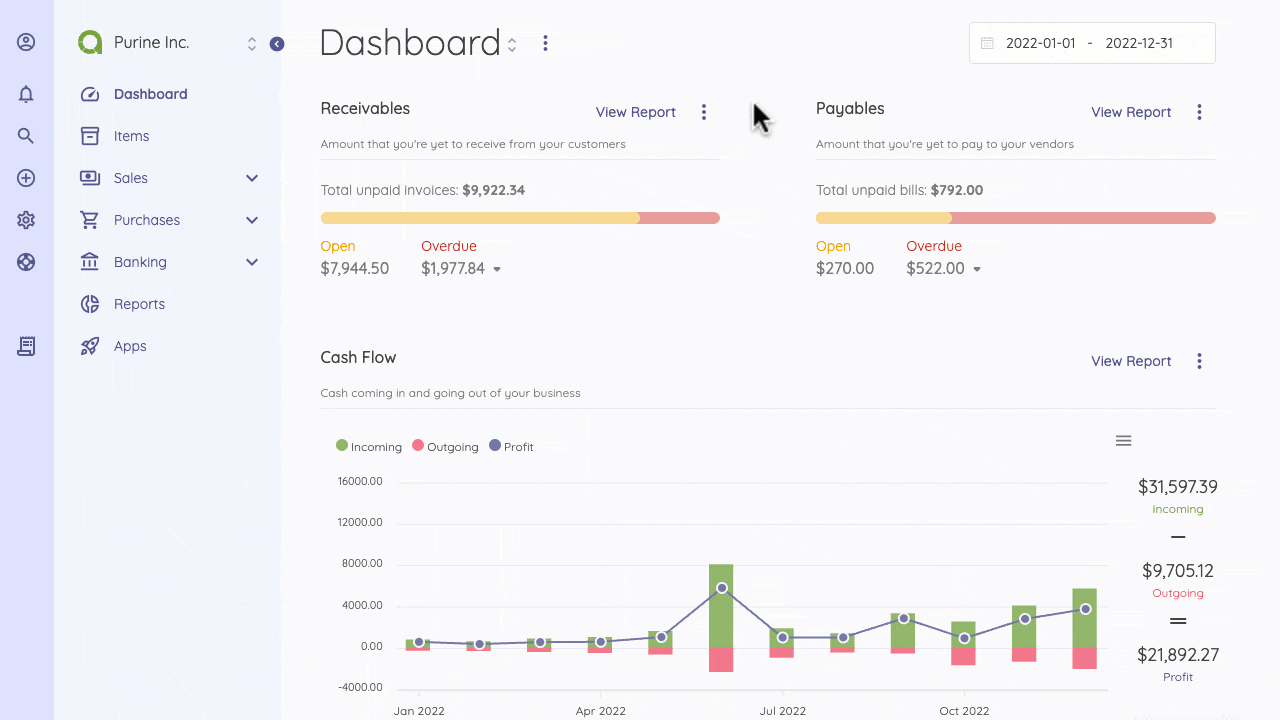 Purine Inc.
Dashboard
Items
Sales
Purchases
Banking
Reports
Apps
Dashboard
2022-01-01 - 2022-12-31
Receivables
View Report
Amount that you're yet to receive from your customers
Total unpaid invoices: $9,922.34
Open
Overdue
$7,944.50
$1,977.84
Payables
View Report
Amount that you're yet to pay to your vendors
Total unpaid bills: $792.00
Open
Overdue
$270.00
$522.00
Cash Flow
View Report
Cash coming in and going out of your business
Incoming Outgoing Profit
16000.00
12000.00
8000.00
4000.00
0.00
-4000.00
Jan 2022 Apr 2022 Jul 2022 Oct 2022
$31,597.39
Incoming
$9,705.12
Outgoing
$21,892.27
Profit